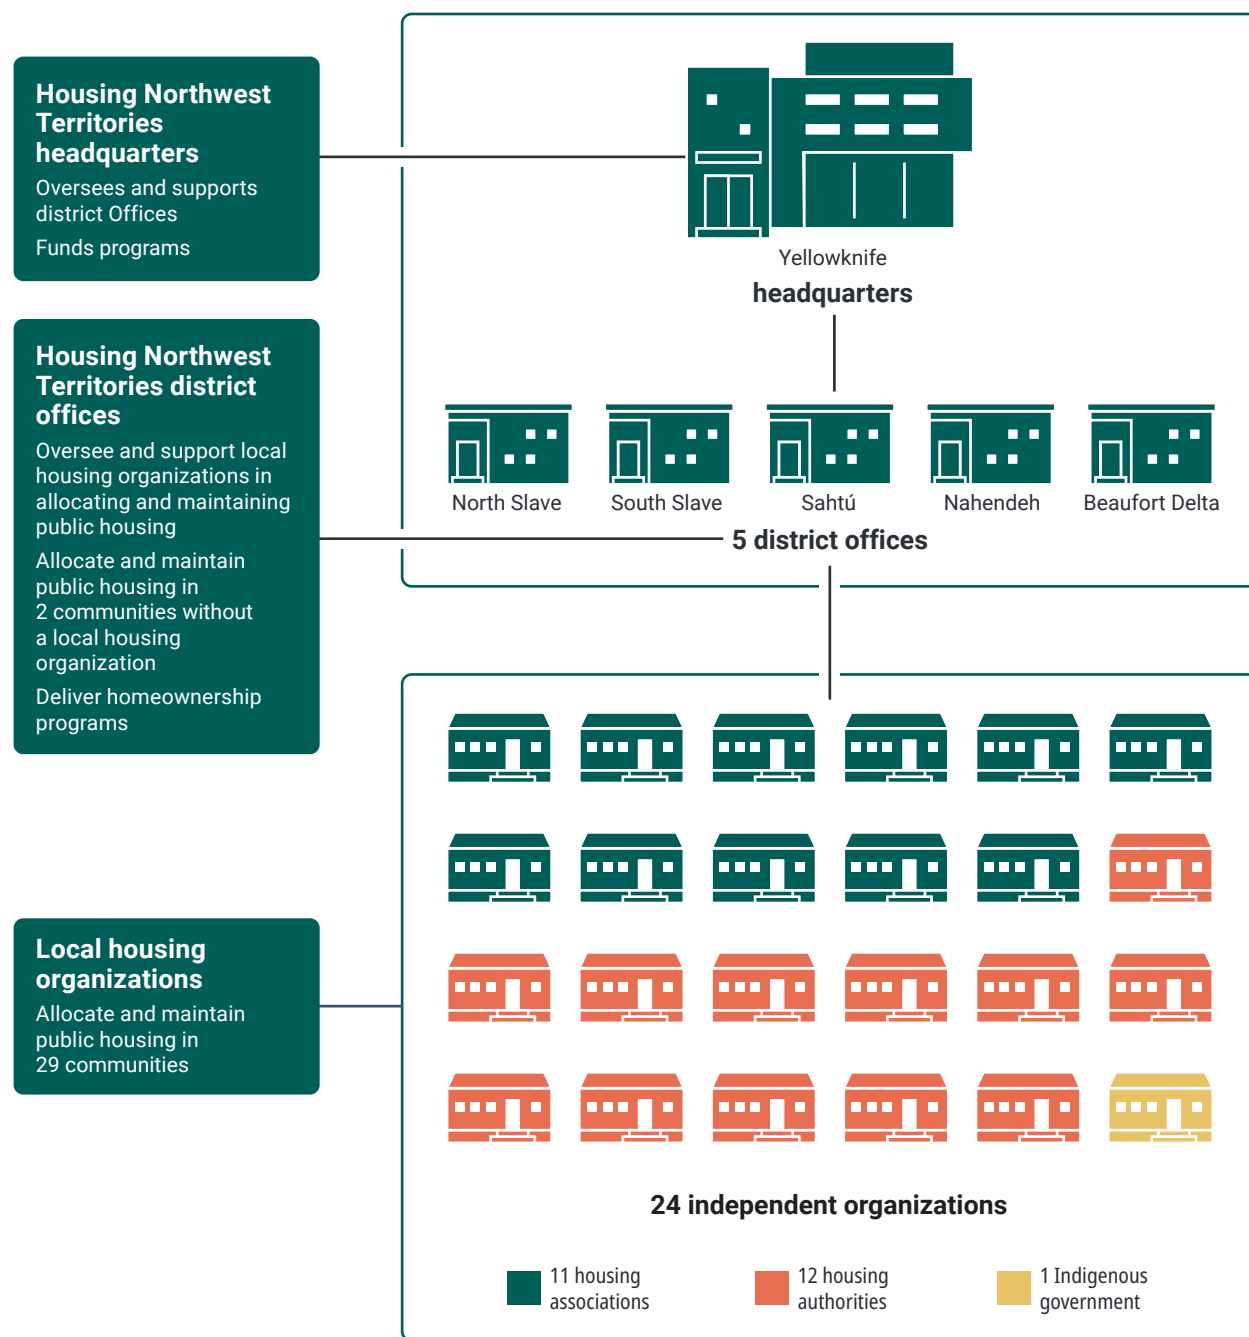 Housing Northwest
Territories
headquarters
Oversees and supports
district Offices
Funds programs
Yellowknife
headquarters
Housing Northwest
Territories district
offices
Oversee and support local
housing organizations in
allocating and maintaining
public housing
Allocate and maintain
public housing in
2 communities without
a local housing
organization
Deliver homeownership
programs
North Slave
South Slave
Sahtú
Nahendeh
Beaufort Delta
5 district offices
Local housing
organizations
Allocate and maintain
public housing in
29 communities
24 independent organizations
11 housing
associations
12 housing
authorities
1 Indigenous
government